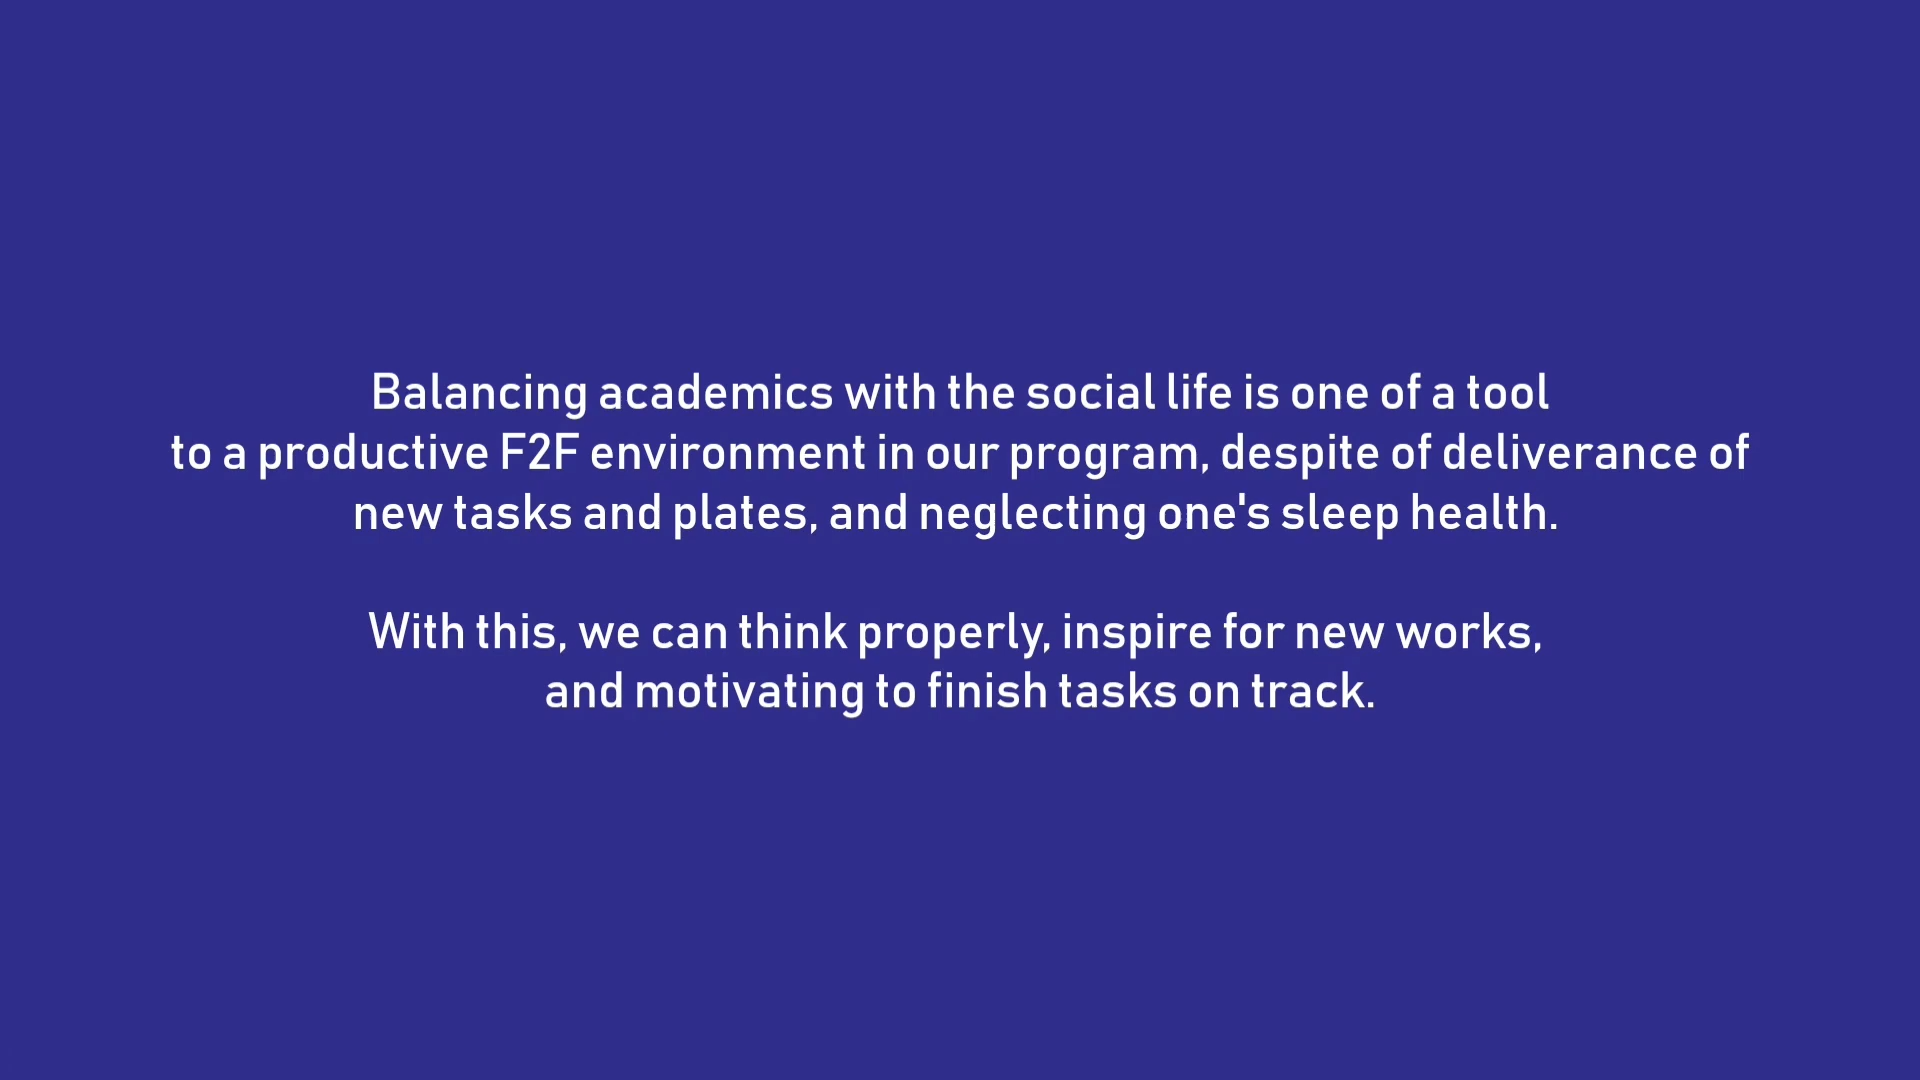 Balancing academics with the social life is one of a tool
to a productive F2F environment in our program, despite of deliverance of
new tasks and plates, and neglecting one's sleep health.
With this, we can think properly, inspire for new works,
and motivating to finish tasks on track.